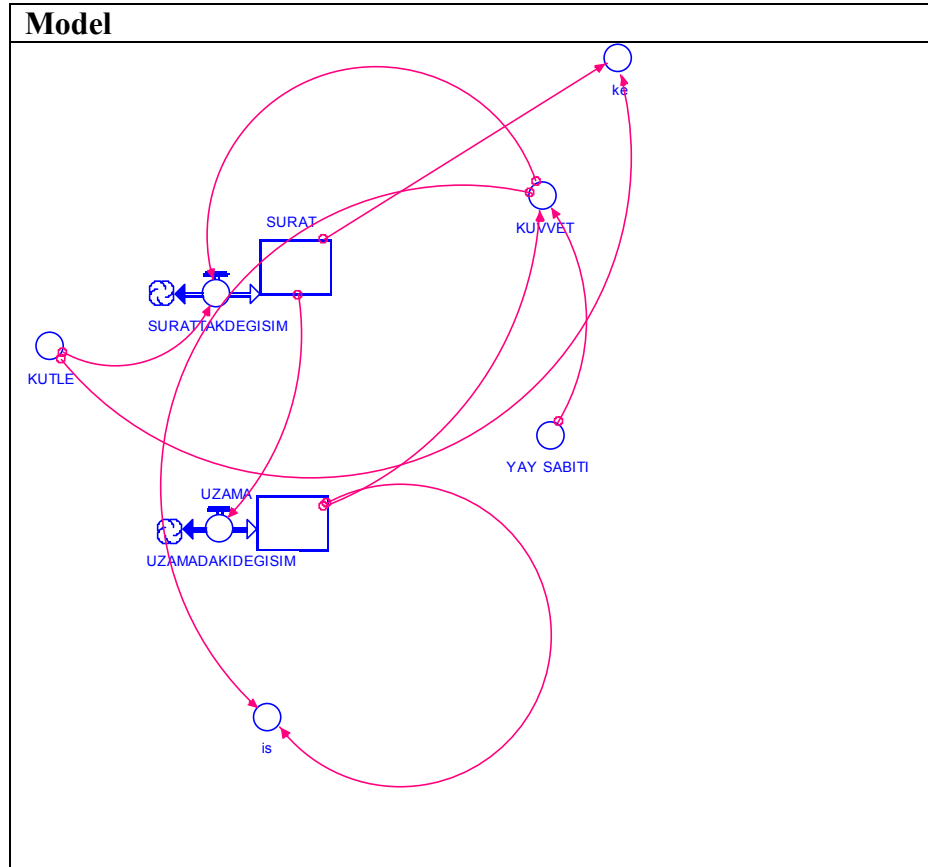 Model
ke
KUVVET
SURAT
SURATTAKDEGISIM
KUTLE
YAY SABITI
UZAMA
UZAMADAKIDEGISIM
is